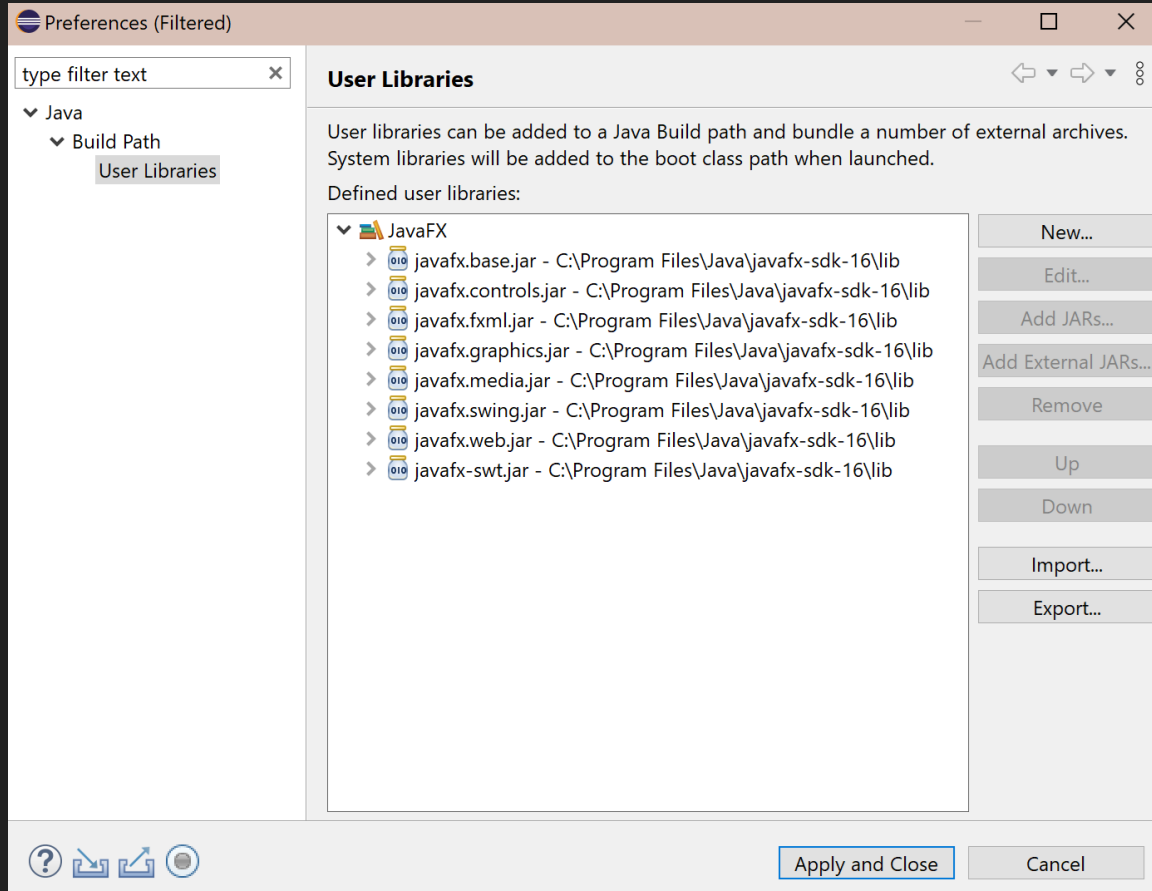 Preferences (Filtered)
type filter text
Java
Build Path
User Libraries
User Libraries
User libraries can be added to a Java Build path and bundle a number of external archives.
System libraries will be added to the boot class path when launched.
Defined user libraries:
JavaFX
javafx.base.jar - C:\Program Files\Java\javafx-sdk-16\lib
javafx.controls.jar - C:\Program Files\Java\javafx-sdk-16\lib
javafx.fxml.jar - C:\Program Files\Java\javafx-sdk-16\lib
javafx.graphics.jar - C:\Program Files\Java\javafx-sdk-16\lib
javafx.media.jar - C:\Program Files\Java\javafx-sdk-16\lib
javafx.swing.jar - C:\Program Files\Java\javafx-sdk-16\lib
javafx.web.jar - C:\Program Files\Java\javafx-sdk-16\lib
javafx-swt.jar - C:\Program Files\Java\javafx-sdk-16\lib
New...
Edit...
Add JARs...
Add External JARs...
Remove
Up
Down
Import...
Export...
Apply and Close
Cancel